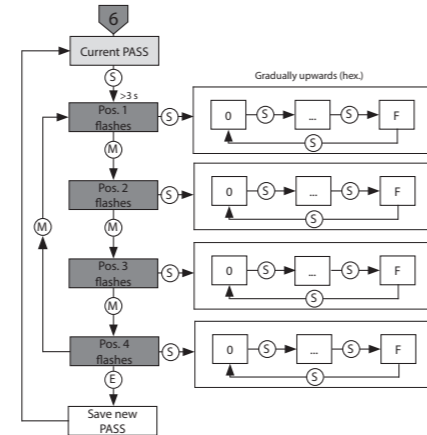 6
Current PASS
S
>3 s
Gradually upwards (hex.)
Pos. 1
flashes
S
0
S
...
S
F
S
M
Pos. 2
flashes
S
0
S
...
S
F
S
M
M
Pos. 3
flashes
S
0
S
...
S
F
S
M
Pos. 4
flashes
S
0
S
...
S
F
S
E
Save new
PASS